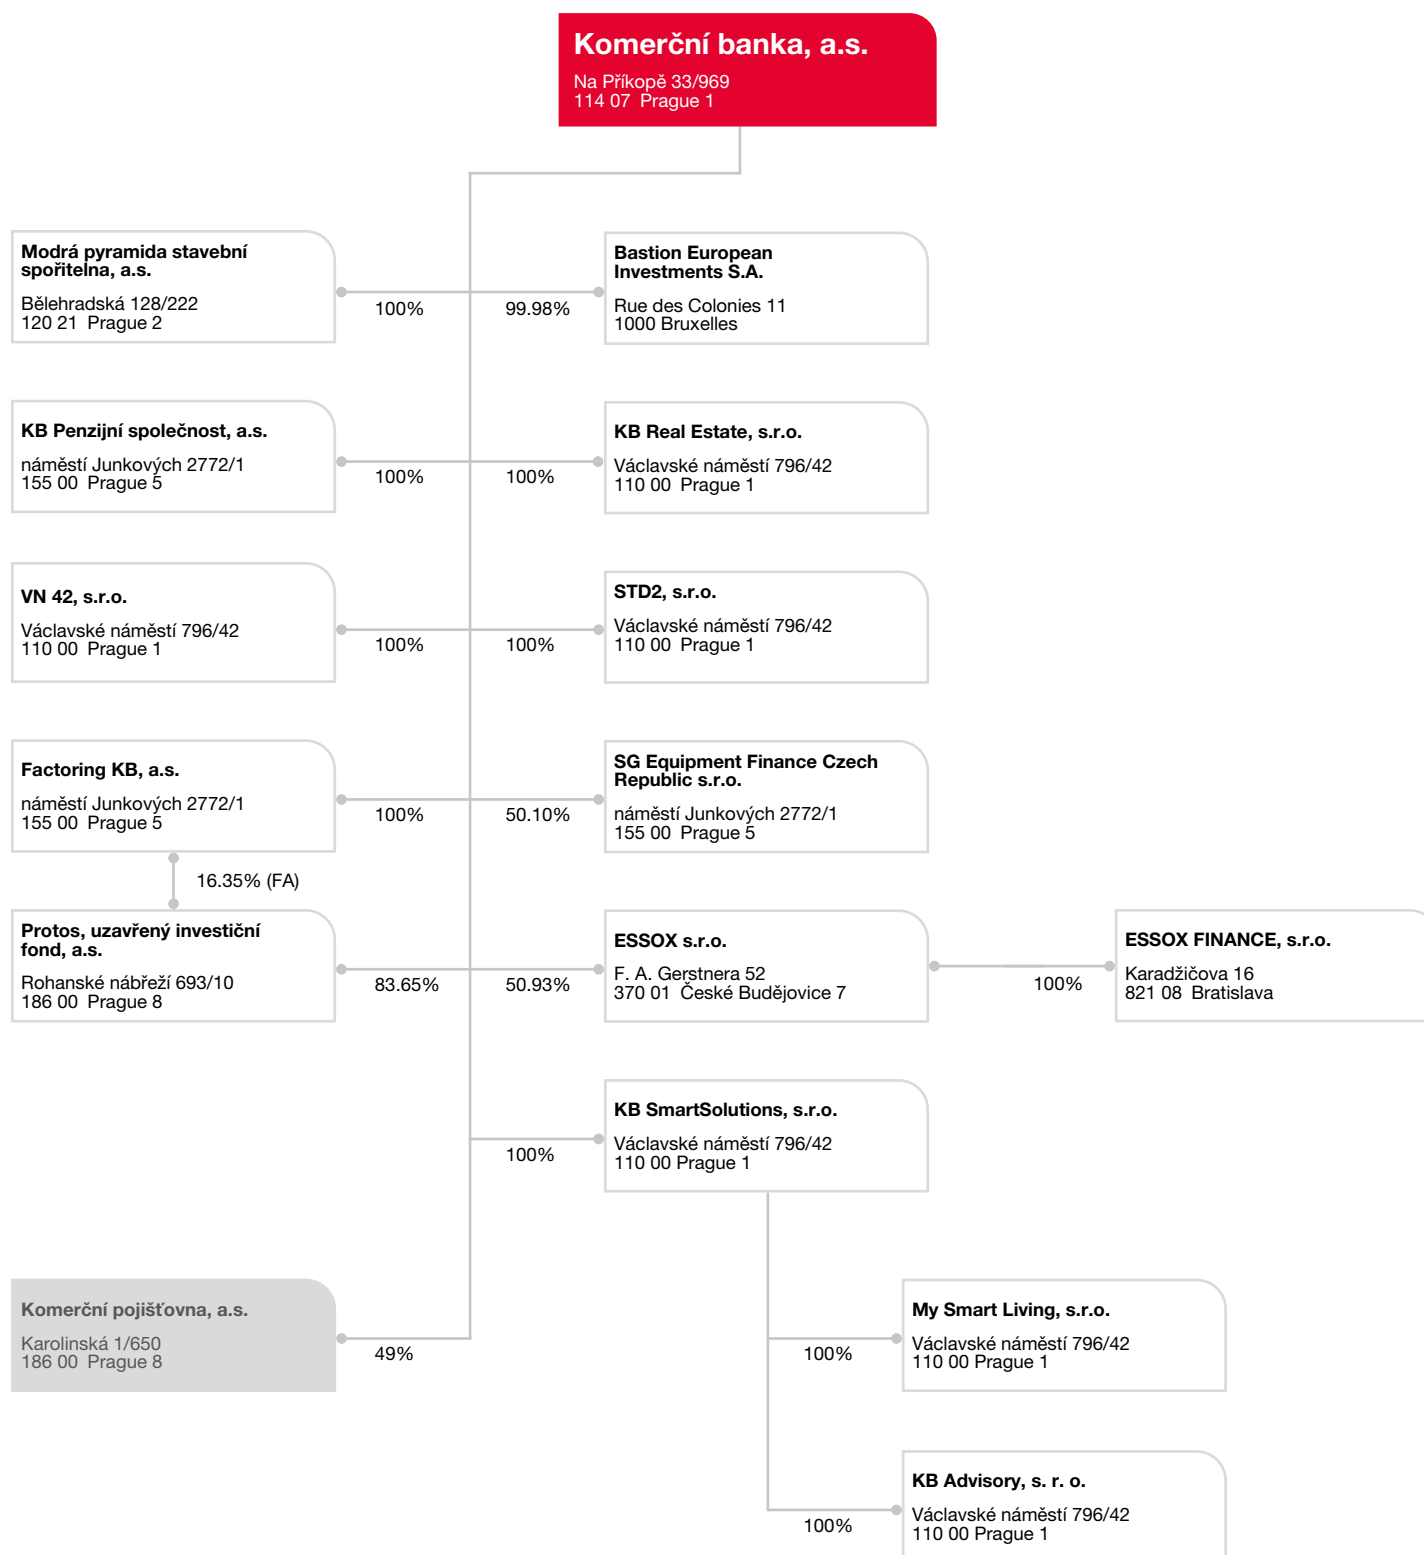 Komerční banka, a.s.
Na Příkopě 33/969
114 07 Prague 1
Modrá pyramida stavební
spořitelna, a.s.
Bělehradská 128/222
120 21 Prague 2
100%
99.98%
Bastion European
Investments S.A.
Rue des Colonies 11
1000 Bruxelles
KB Penzijní společnost, a.s.
náměstí Junkových 2772/1
155 00 Prague 5
100%
100%
KB Real Estate, s.r.o.
Václavské náměstí 796/42
110 00 Prague 1
VN 42, s.r.o.
Václavské náměstí 796/42
110 00 Prague 1
100%
100%
STD2, s.r.o.
Václavské náměstí 796/42
110 00 Prague 1
Factoring KB, a.s.
náměstí Junkových 2772/1
155 00 Prague 5
100%
50.10%
SG Equipment Finance Czech
Republic s.r.o.
náměstí Junkových 2772/1
155 00 Prague 5
16.35% (FA)
Protos, uzavřený investiční
fond, a.s.
Rohanské nábřeží 693/10
186 00 Prague 8
83.65%
50.93%
ESSOX s.r.o.
F. A. Gerstnera 52
370 01 České Budějovice 7
100%
ESSOX FINANCE, s.r.o.
Karadžičova 16
821 08 Bratislava
100%
KB SmartSolutions, s.r.o.
Václavské náměstí 796/42
110 00 Prague 1
Komerční pojišťovna, a.s.
Karolinská 1/650
186 00 Prague 8
49%
100%
My Smart Living, s.r.o.
Václavské náměstí 796/42
110 00 Prague 1
100%
KB Advisory, s. r. o.
Václavské náměstí 796/42
110 00 Prague 1